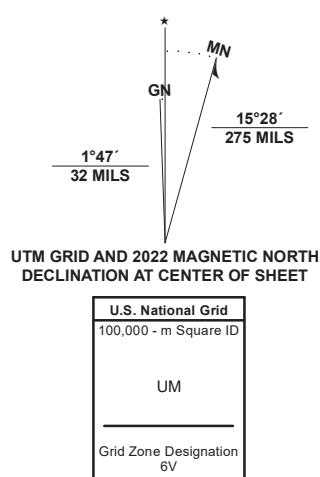 ★
MN
GN
15°28´
275 MILS
1°47´
32 MILS
UTM GRID AND 2022 MAGNETIC NORTH
DECLINATION AT CENTER OF SHEET
U.S. National Grid
100,000 - m Square ID
UM
Grid Zone Designation
6V